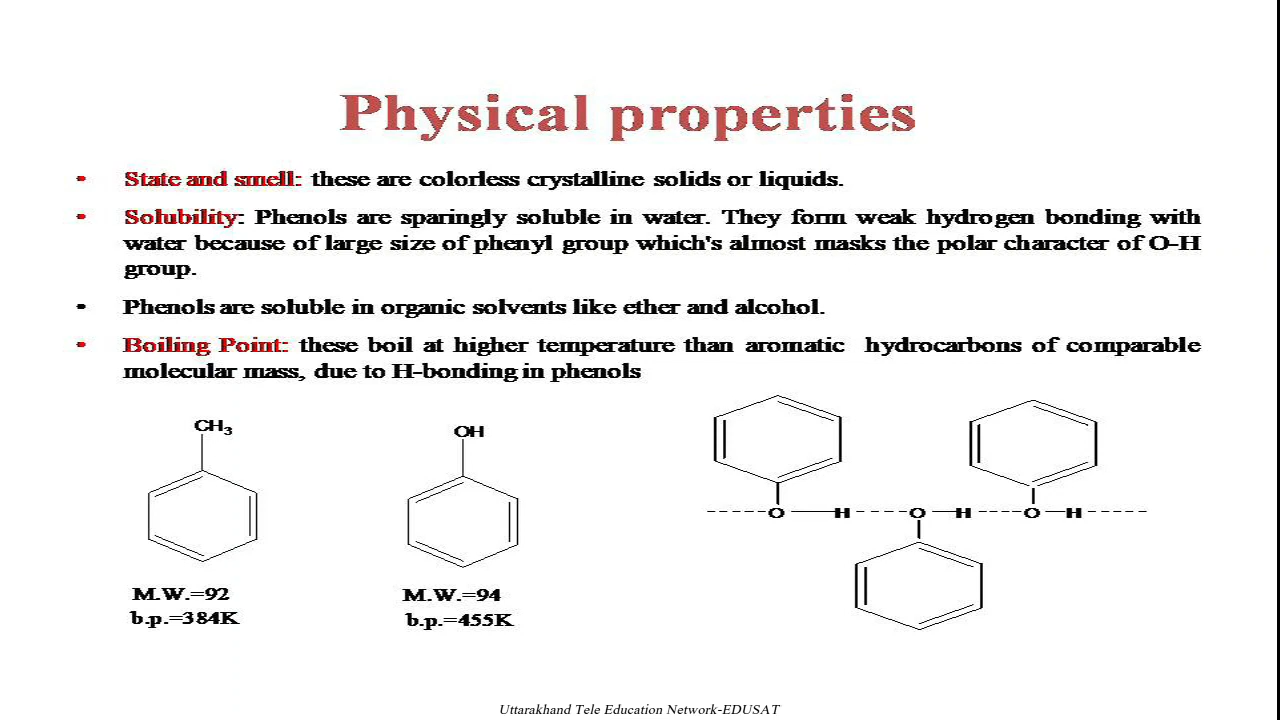 Physical properties
• State and smell: these are colorless crystalline solids or liquids.
• Solubility: Phenols are sparingly soluble in water. They form weak hydrogen bonding with
water because of large size of phenyl group which's almost masks the polar character of O-H
group.
• Phenols are soluble in organic solvents like ether and alcohol.
• Boiling Point: these boil at higher temperature than aromatic hydrocarbons of comparable
molecular mass, due to H-bonding in phenols
CH₃
OH
O H O H O H
M.W.=92
b.p.=384K
M.W.=94
b.p.=455K
Uttarakhand Tele Education Network-EDUSAT